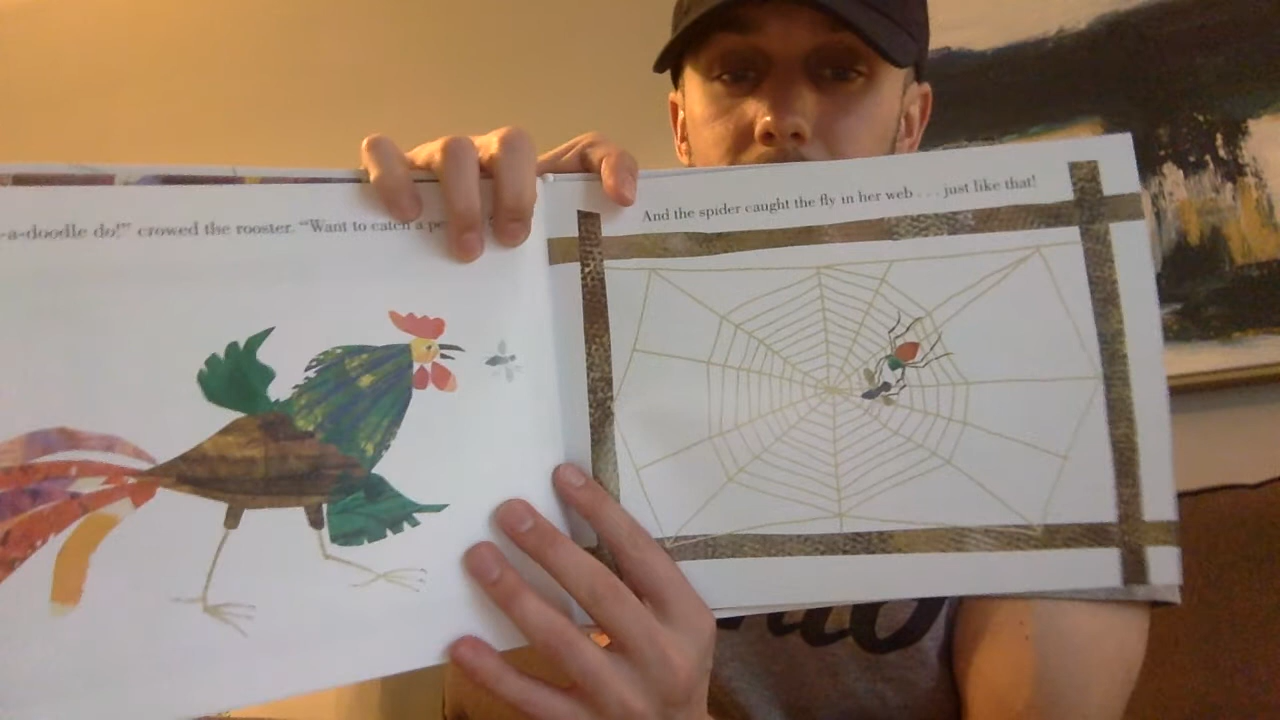 -a-doodle do!” crowed the rooster. “Want to catch a pe
And the spider caught the fly in her web . . . just like that!